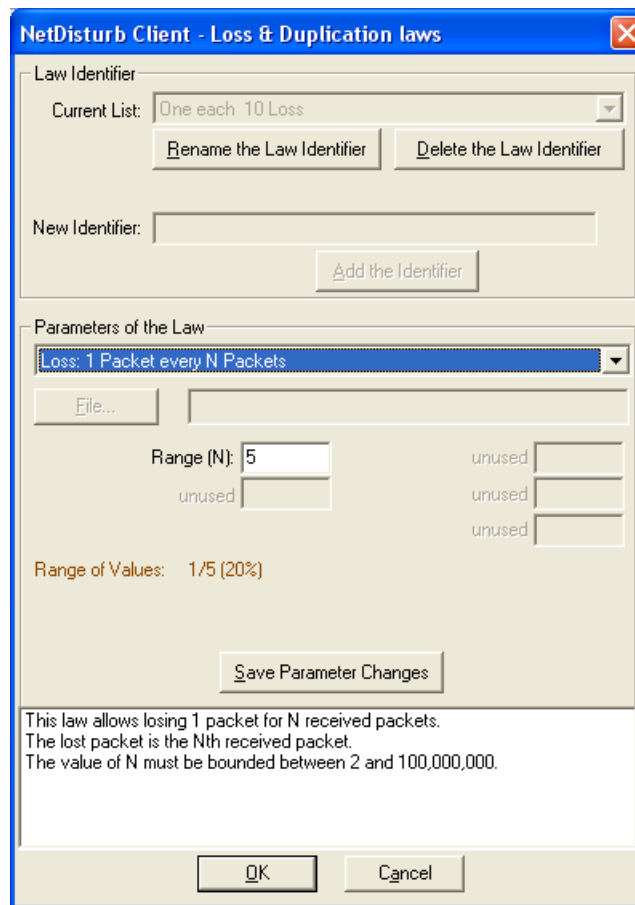 NetDisturb Client - Loss & Duplication laws
Law Identifier
Current List: One each 10 Loss
Rename the Law Identifier Delete the Law Identifier
New Identifier:
Add the Identifier
Parameters of the Law
Loss: 1 Packet every N Packets
File...
Range (N): 5 unused
unused unused
unused
Range of Values: 1/5 (20%)
Save Parameter Changes
This law allows losing 1 packet for N received packets.
The lost packet is the Nth received packet.
The value of N must be bounded between 2 and 100,000,000.
OK Cancel